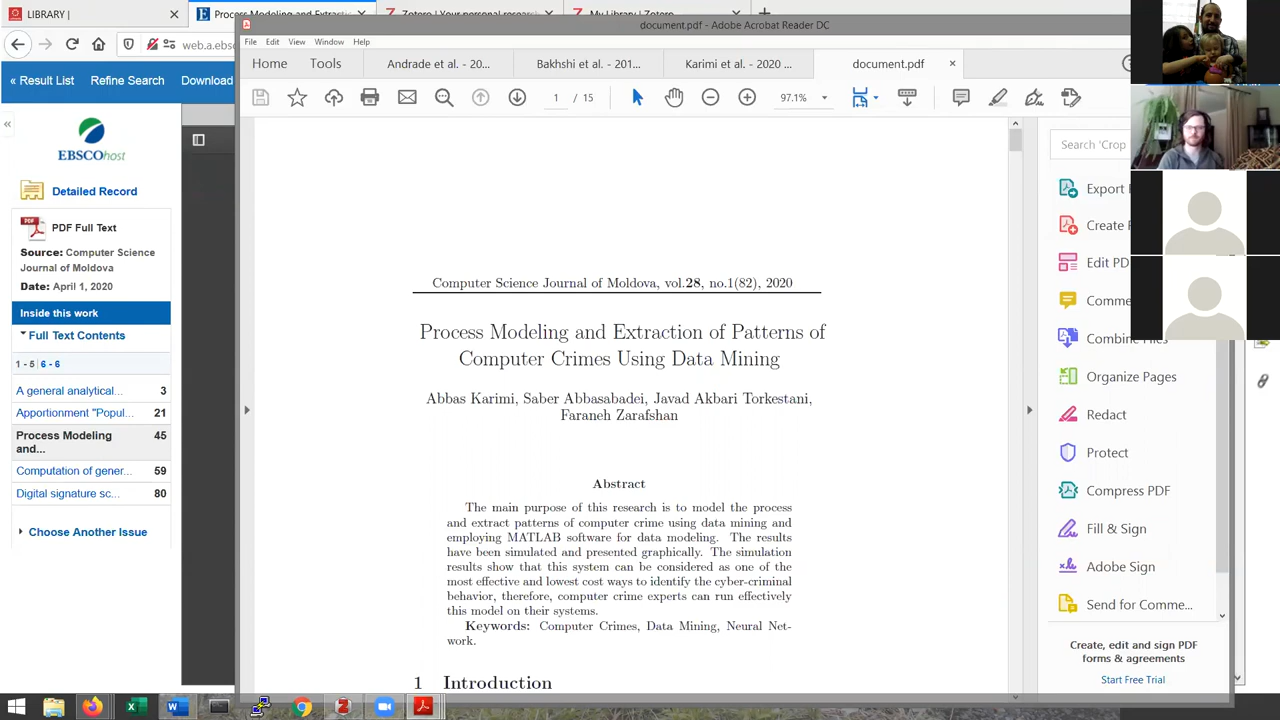 LIBRARY |
Process Modeling and Extracti
Zotero | Your personal resear
My Library | Zotero
document.pdf - Adobe Acrobat Reader DC
File Edit View Window Help
web.a.ebsc
« Result List Refine Search Download
Home Tools Andrade et al. - 20... Bakhshi et al. - 201... Karimi et al. - 2020 ... document.pdf
1 / 15 97.1%
«
EBSCOhost
Detailed Record
PDF Full Text
Source: Computer Science
Journal of Moldova
Date: April 1, 2020
Inside this work
Full Text Contents
1 - 5 | 6 - 6
A general analytical... 3
Apportionment "Popul... 21
Process Modeling 45
and...
Computation of gener... 59
Digital signature sc... 80
Choose Another Issue
Computer Science Journal of Moldova, vol.28, no.1(82), 2020
Process Modeling and Extraction of Patterns of
Computer Crimes Using Data Mining
Abbas Karimi, Saber Abbasabadei, Javad Akbari Torkestani,
Faraneh Zarafshan
Abstract
The main purpose of this research is to model the process
and extract patterns of computer crime using data mining and
employing MATLAB software for data modeling. The results
have been simulated and presented graphically. The simulation
results show that this system can be considered as one of the
most effective and lowest cost ways to identify the cyber-criminal
behavior, therefore, computer crime experts can run effectively
this model on their systems.
Keywords: Computer Crimes, Data Mining, Neural Net-
work.
1 Introduction
Search 'Crop
Export
Create
Edit PD
Comme
Combine Files
Organize Pages
Redact
Protect
Compress PDF
Fill & Sign
Adobe Sign
Send for Comme...
Create, edit and sign PDF
forms & agreements
Start Free Trial